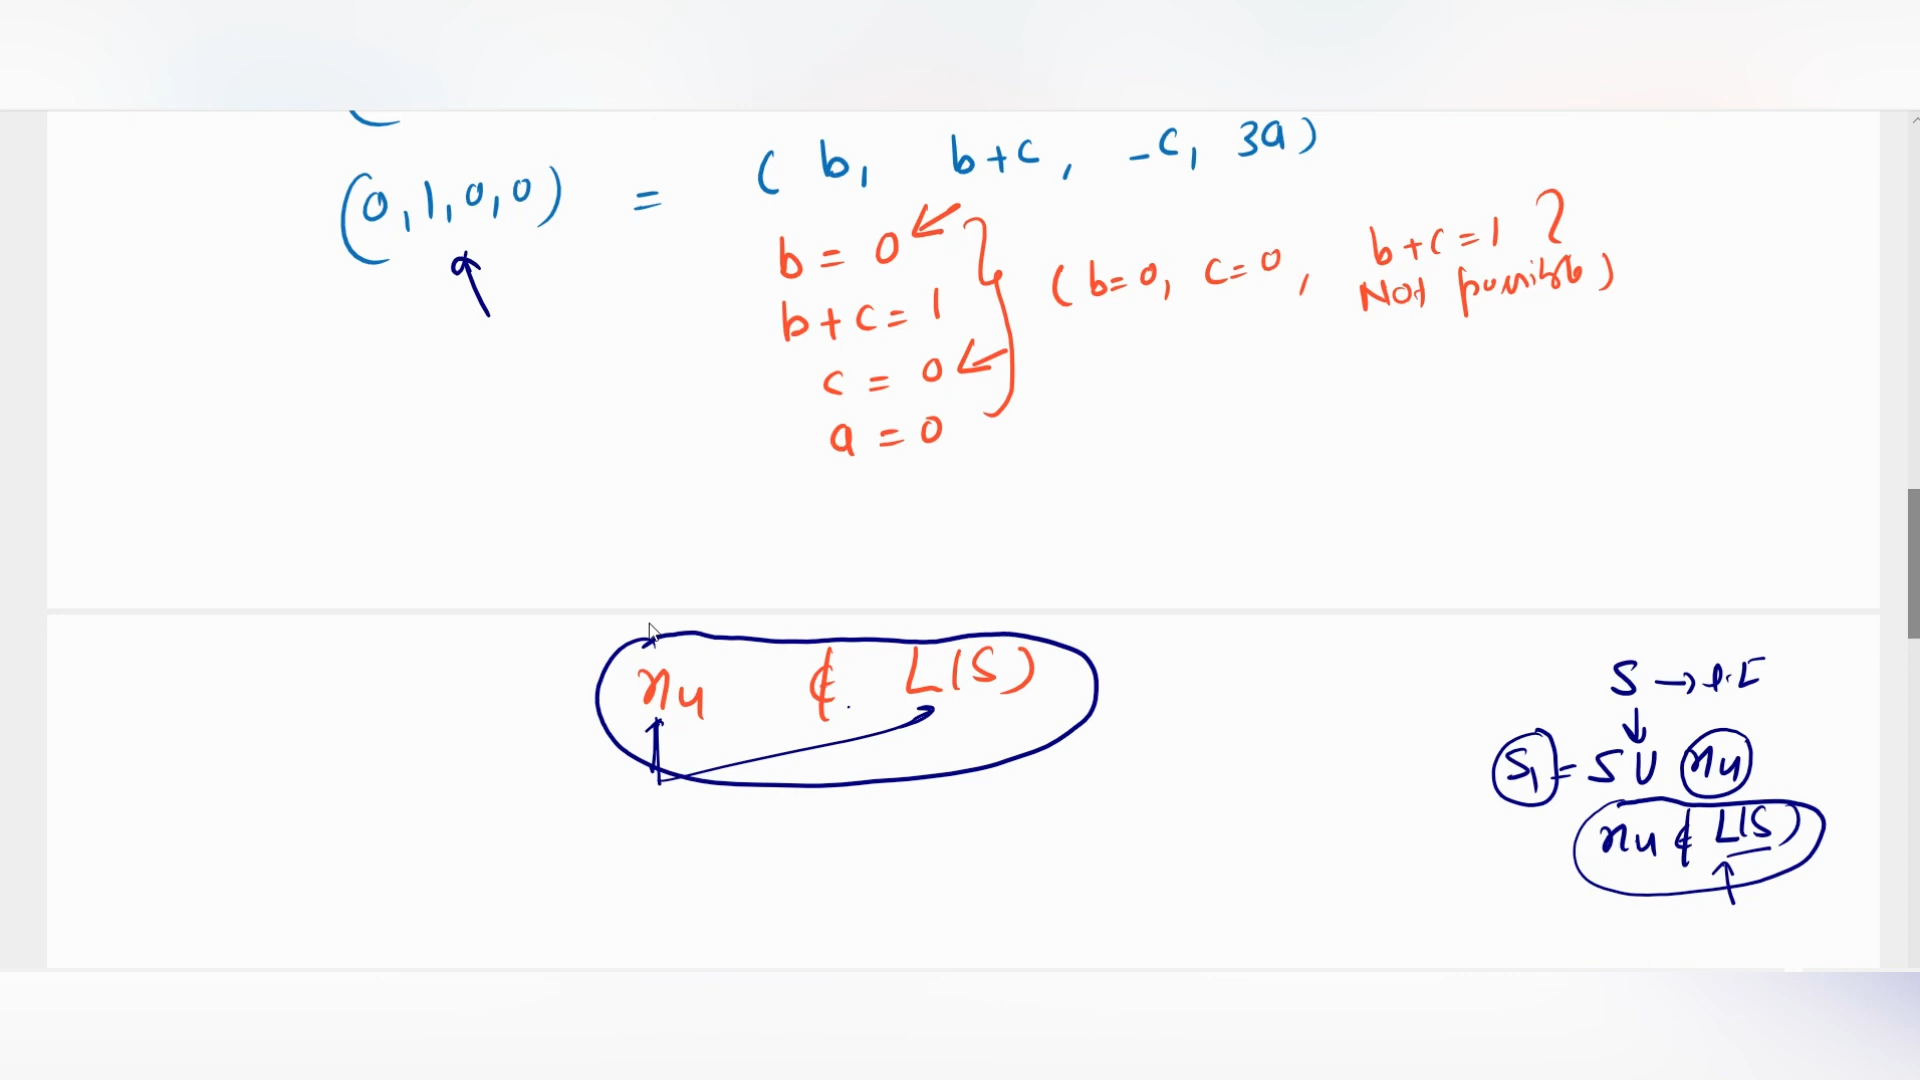 (0,1,0,0) = ( b, b+c, -c, 3a)
b = 0
b+c = 1
c = 0
a = 0
(b=0, c=0, b+c=1 ?
Not possible)
x4 ∉ L(S)
S → L.I
S1 = S U x4
x4 ∉ L(S)